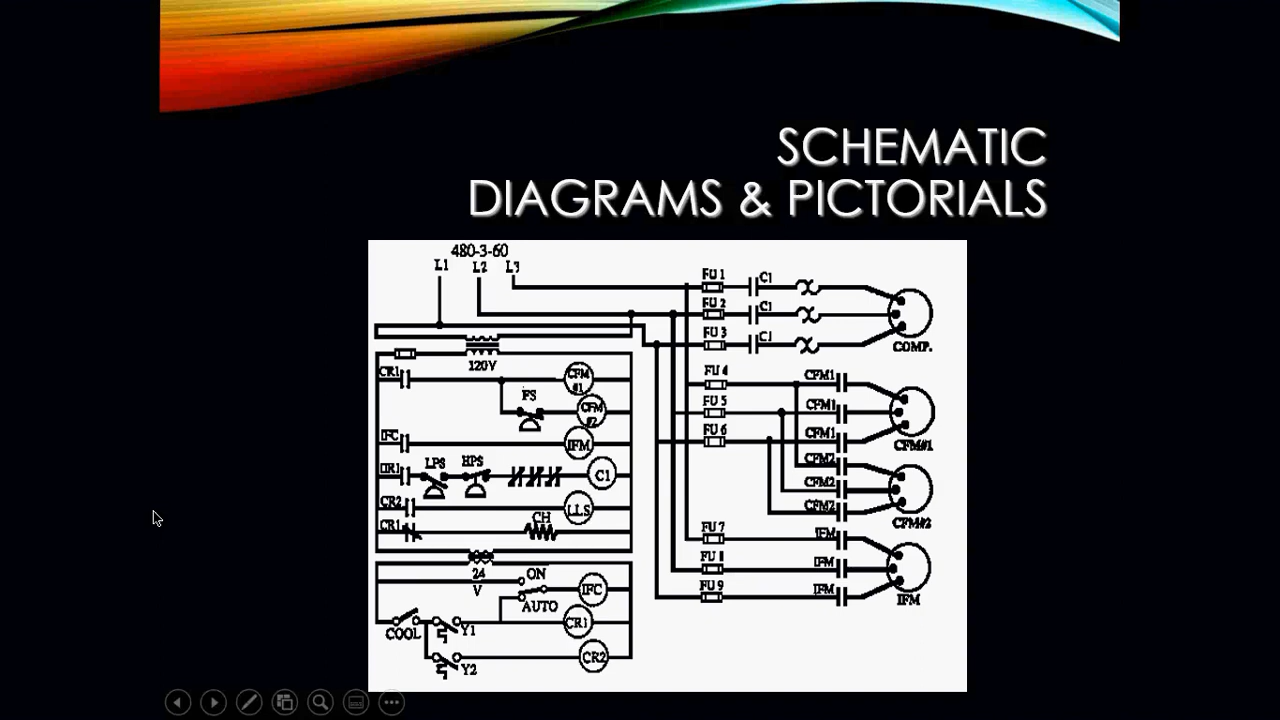 SCHEMATIC
DIAGRAMS & PICTORIALS
480-3-60
L1 L2 L3
FU 1 C1
FU 2 C1
FU 3 C1
COMP.
120V
CR1 CFM #1
FU 4 CFM1
PS CFM #2
FU 5 CFM1
FU 6 CFM1
CFM#1
IFC IFM
LPS HPS C1
CFM2
CFM2
CFM2
CFM#2
CR2 LLS
CR1 CH
FU 7 IFM
FU 8 IFM
FU 9 IFM
IFM
24 V
ON
AUTO
IFC
COOL Y1 CR1
Y2 CR2